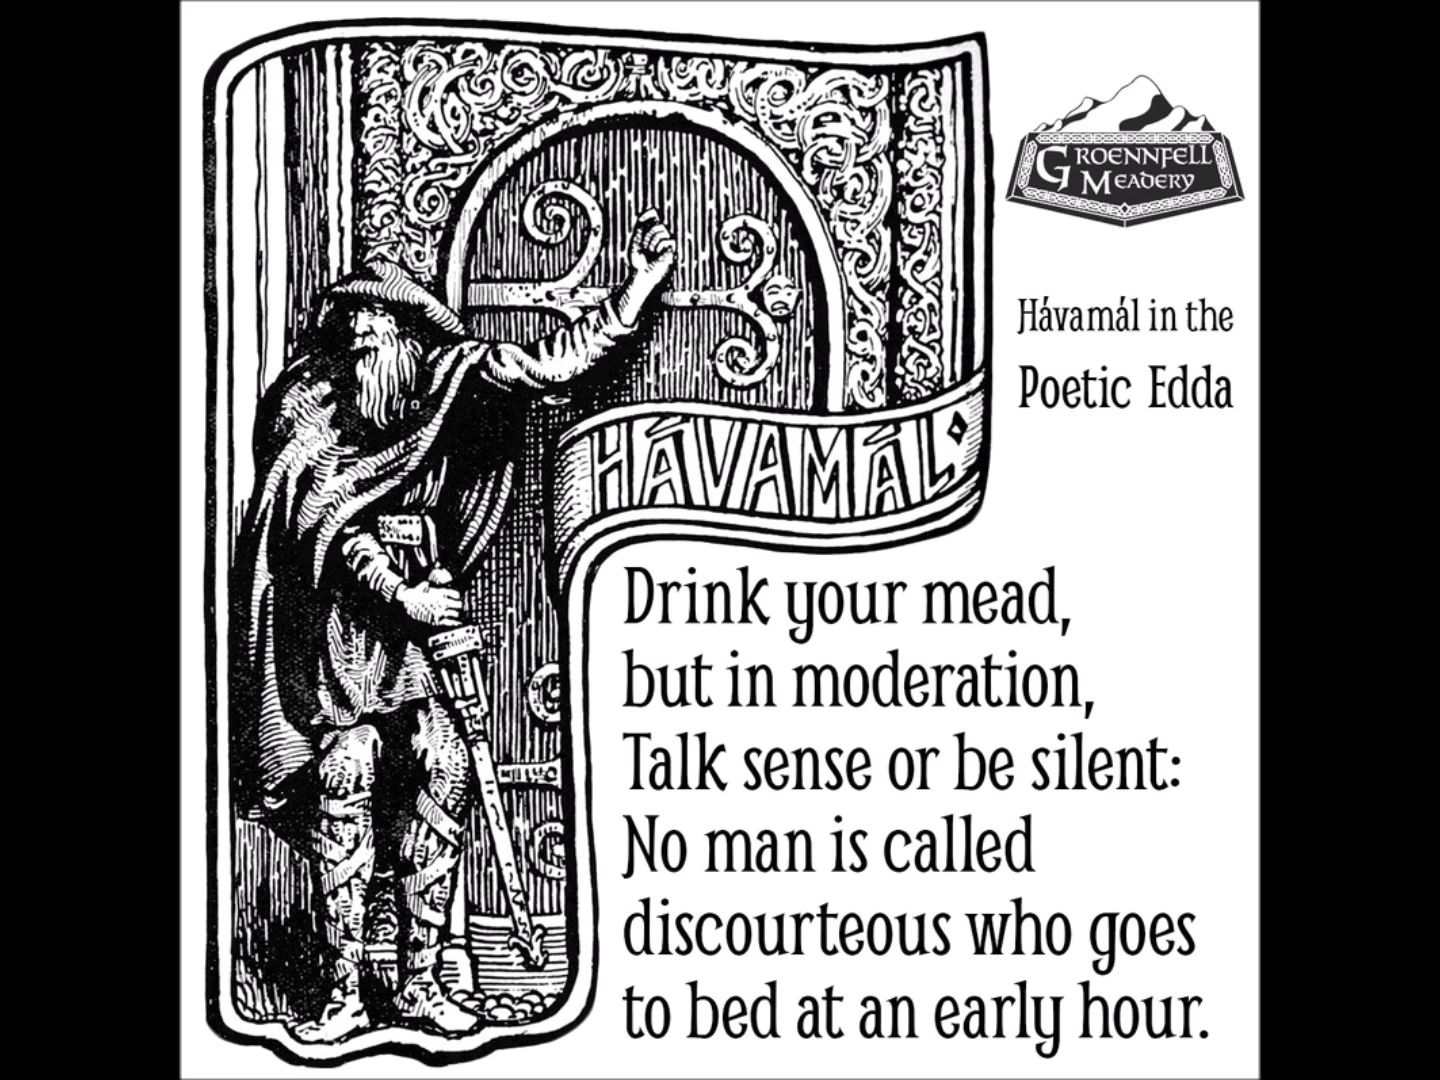 GROENNFELL
MEADERY
Hávamál in the
Poetic Edda
HÁVAMÁL
Drink your mead,
but in moderation,
Talk sense or be silent:
No man is called
discourteous who goes
to bed at an early hour.